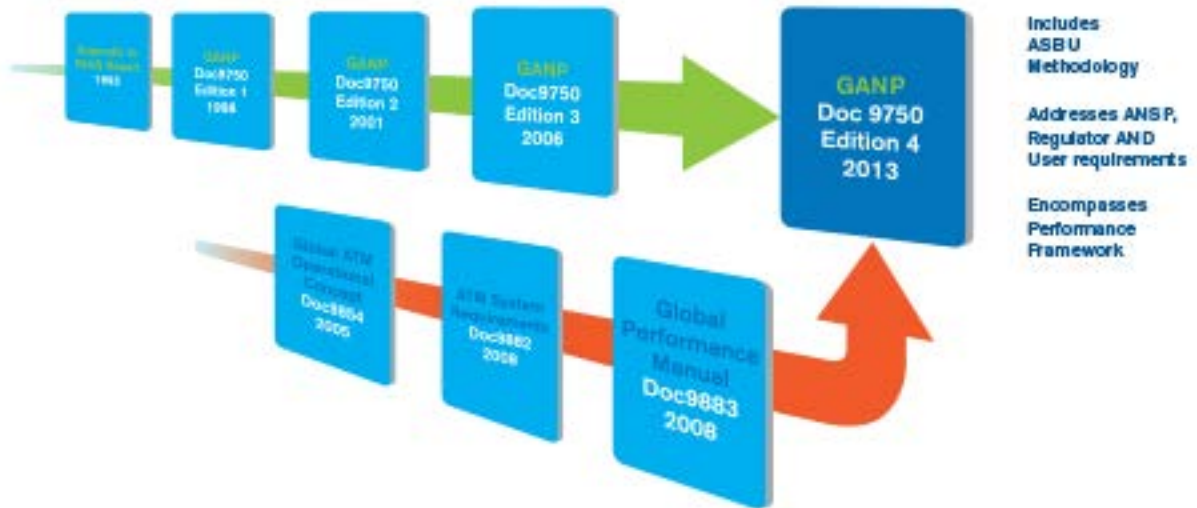 1993
GANP
Doc9750
Edition 1
1998
GANP
Doc9750
Edition 2
2001
GANP
Doc9750
Edition 3
2006
GANP
Doc 9750
Edition 4
2013
Includes
ASBU
Methodology
Addresses ANSP,
Regulator AND
User requirements
Encompasses
Performance
Framework
Global ATM
Operational
Concept
Doc9854
2005
ATM System
Requirements
Doc9882
2008
Global
Performance
Manual
Doc9883
2008